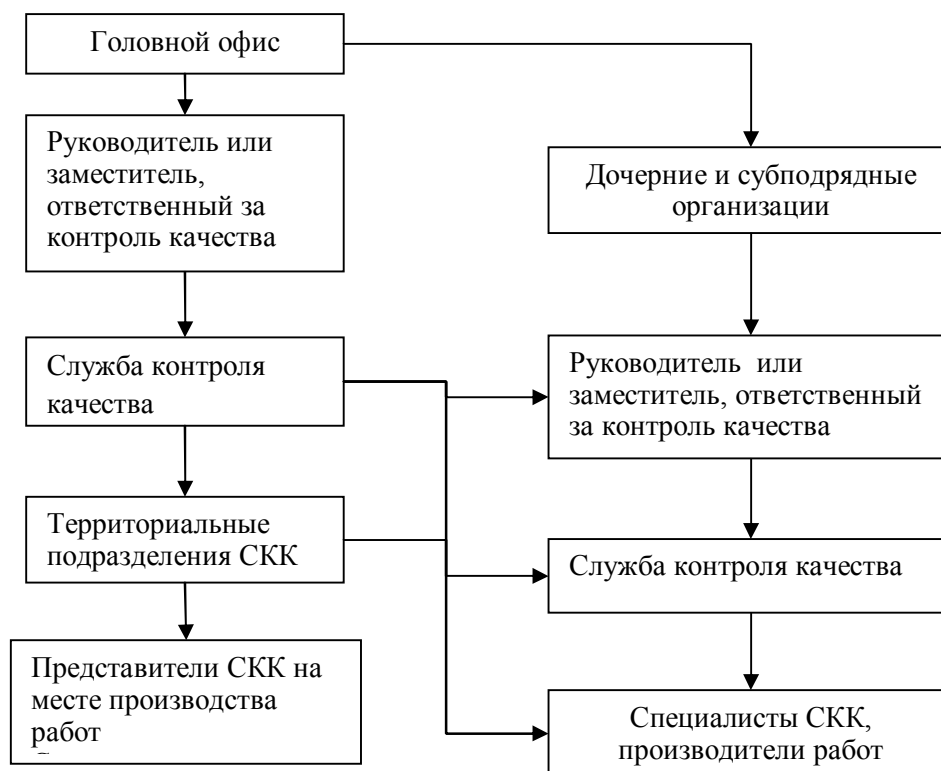 Головной офис
Руководитель или
заместитель,
ответственный за
контроль качества
Дочерние и субподрядные
организации
Служба контроля
качества
Руководитель или
заместитель, ответственный
за контроль качества
Территориальные
подразделения СКК
Служба контроля качества
Представители СКК на
месте производства
работ
Специалисты СКК,
производители работ